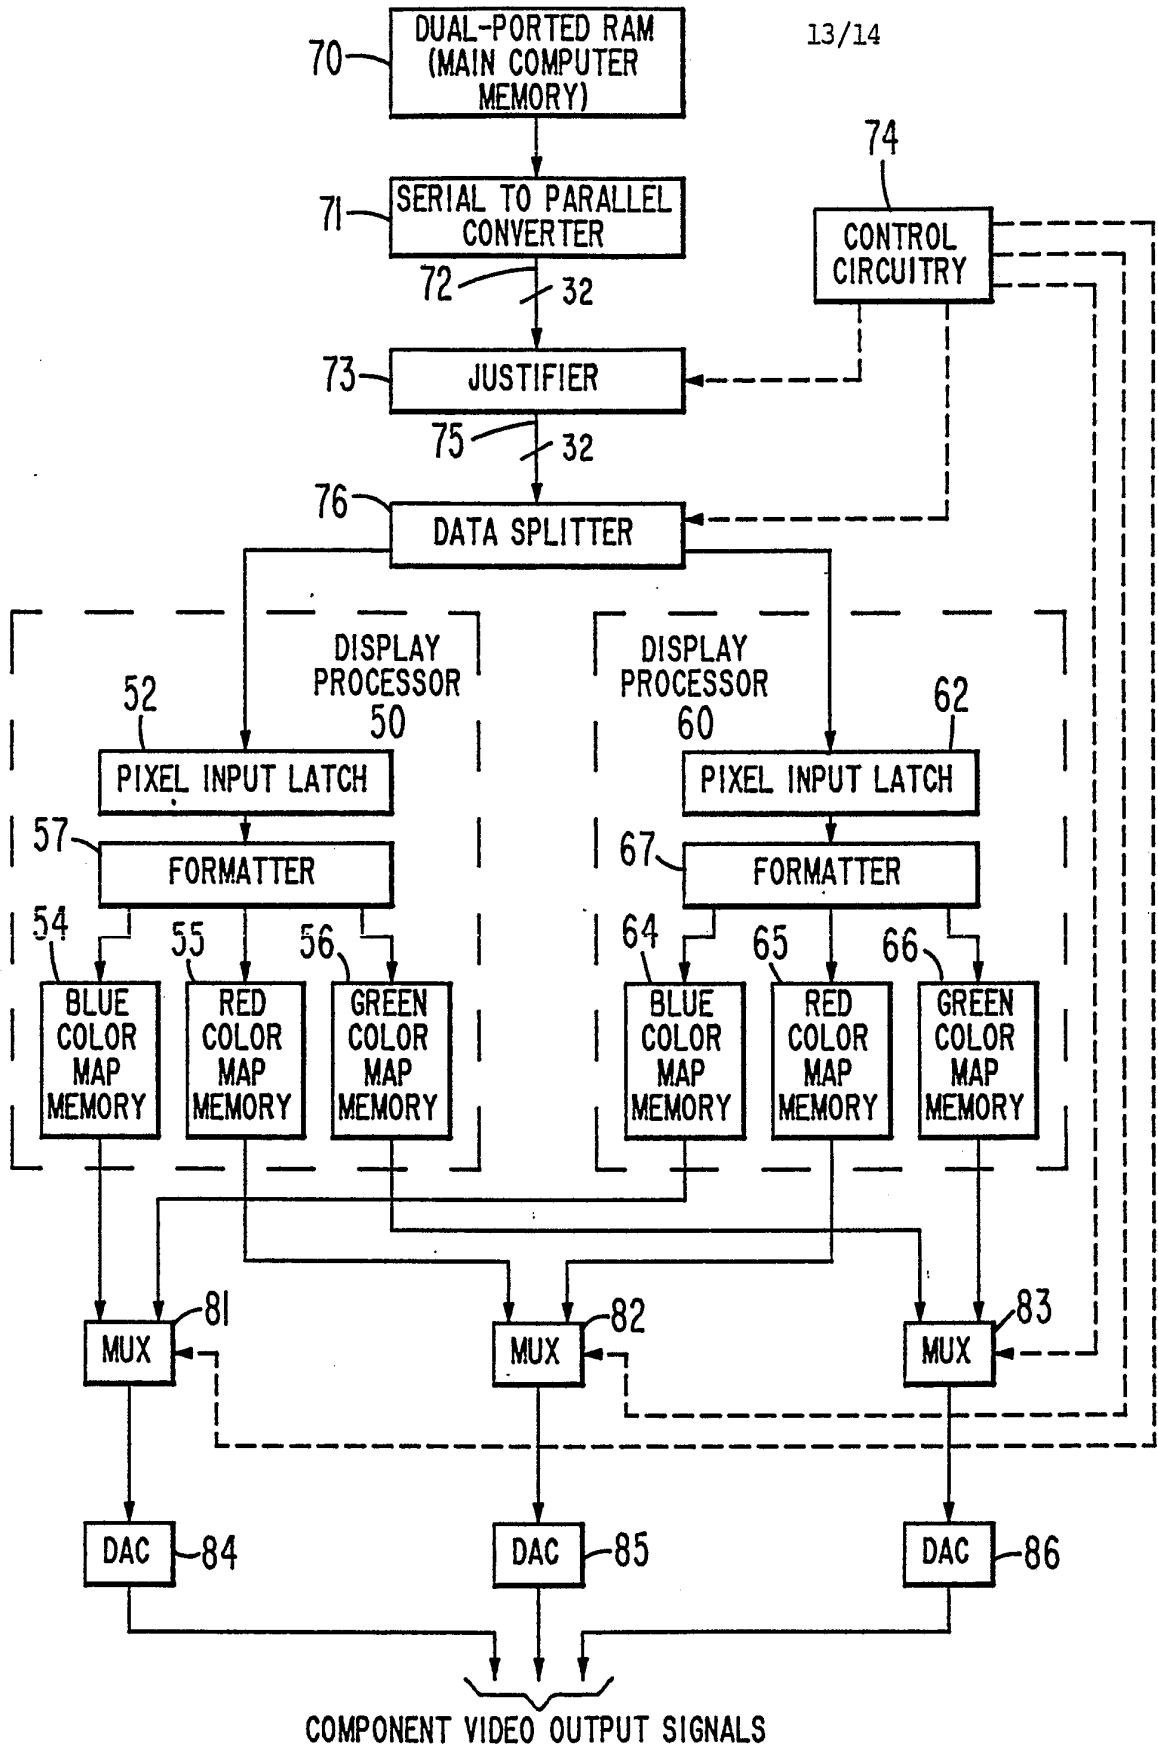 13/14
DUAL-PORTED RAM
(MAIN COMPUTER
MEMORY)
70
74
SERIAL TO PARALLEL
CONVERTER
71
CONTROL
CIRCUITRY
72
32
JUSTIFIER
73
75
32
76
DATA SPLITTER
DISPLAY
PROCESSOR
50
DISPLAY
PROCESSOR
60
52
62
PIXEL INPUT LATCH
PIXEL INPUT LATCH
57
FORMATTER
67
FORMATTER
54
55
56
64
65
66
BLUE
COLOR
MAP
MEMORY
RED
COLOR
MAP
MEMORY
GREEN
COLOR
MAP
MEMORY
BLUE
COLOR
MAP
MEMORY
RED
COLOR
MAP
MEMORY
GREEN
COLOR
MAP
MEMORY
81
82
83
MUX
MUX
MUX
DAC
84
DAC
85
DAC
86
COMPONENT VIDEO OUTPUT SIGNALS